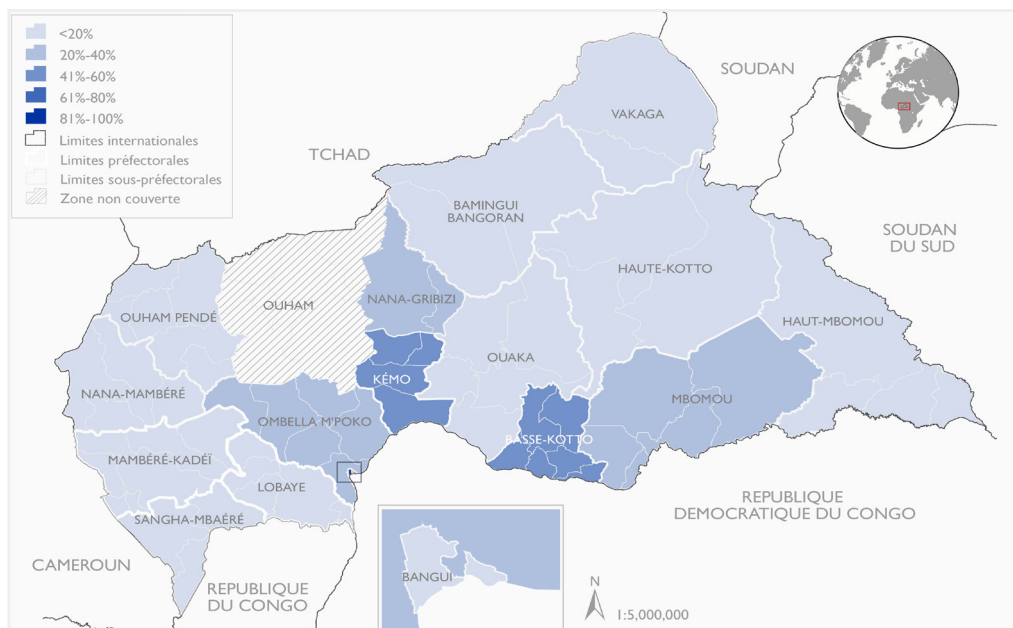 <20%
20%-40%
41%-60%
61%-80%
81%-100%
Limites internationales
Limites préfectorales
Limites sous-préfectorales
Zone non couverte
SOUDAN
VAKAGA
TCHAD
BAMINGUI
BANGORAN
SOUDAN
DU SUD
HAUTE-KOTTO
OUHAM
NANA-GRIBIZI
OUHAM PENDÉ
HAUT-MBOMOU
OUAKA
KÉMO
NANA-MAMBÉRÉ
MBOMOU
OMBELLA M'POKO
BASSE-KOTTO
MAMBÉRÉ-KADÉÏ
LOBAYE
REPUBLIQUE
DEMOCRATIQUE DU CONGO
SANGHA-MBAÉRÉ
CAMEROUN
REPUBLIQUE
DU CONGO
BANGUI
N
1:5,000,000